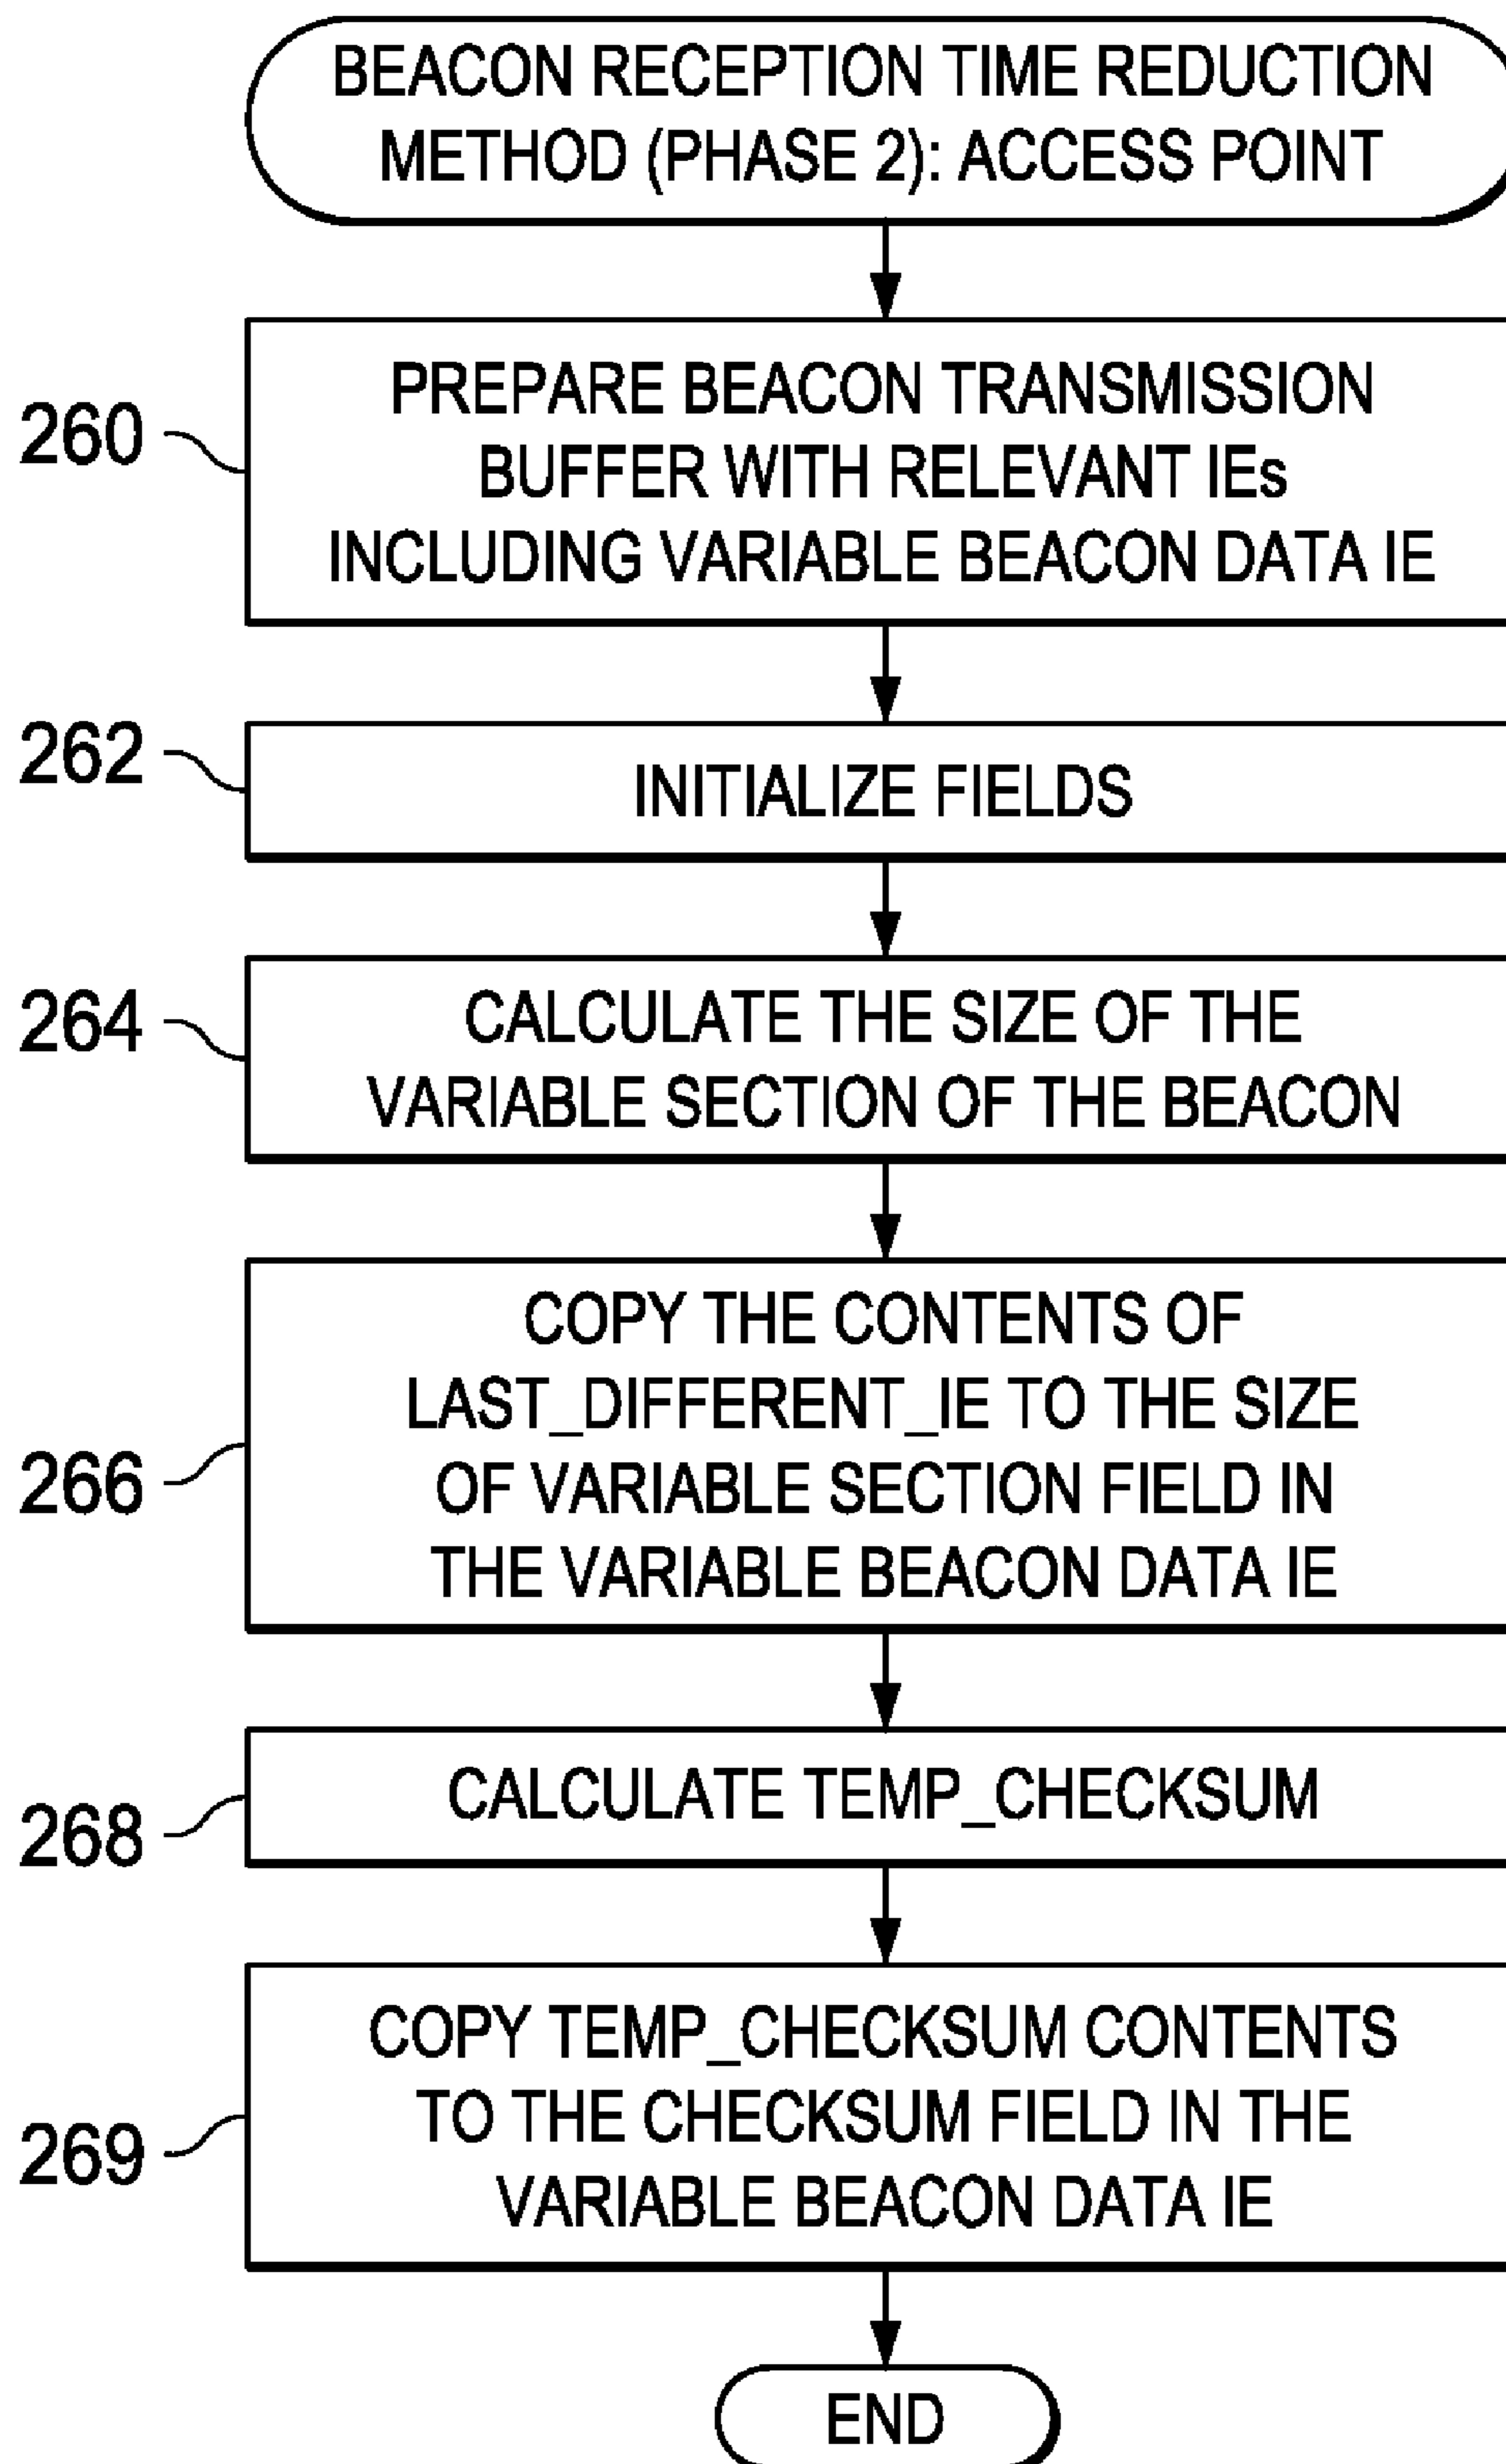 BEACON RECEPTION TIME REDUCTION
METHOD (PHASE 2): ACCESS POINT
260
PREPARE BEACON TRANSMISSION
BUFFER WITH RELEVANT IEs
INCLUDING VARIABLE BEACON DATA IE
262
INITIALIZE FIELDS
264
CALCULATE THE SIZE OF THE
VARIABLE SECTION OF THE BEACON
266
COPY THE CONTENTS OF
LAST_DIFFERENT_IE TO THE SIZE
OF VARIABLE SECTION FIELD IN
THE VARIABLE BEACON DATA IE
268
CALCULATE TEMP_CHECKSUM
269
COPY TEMP_CHECKSUM CONTENTS
TO THE CHECKSUM FIELD IN THE
VARIABLE BEACON DATA IE
END